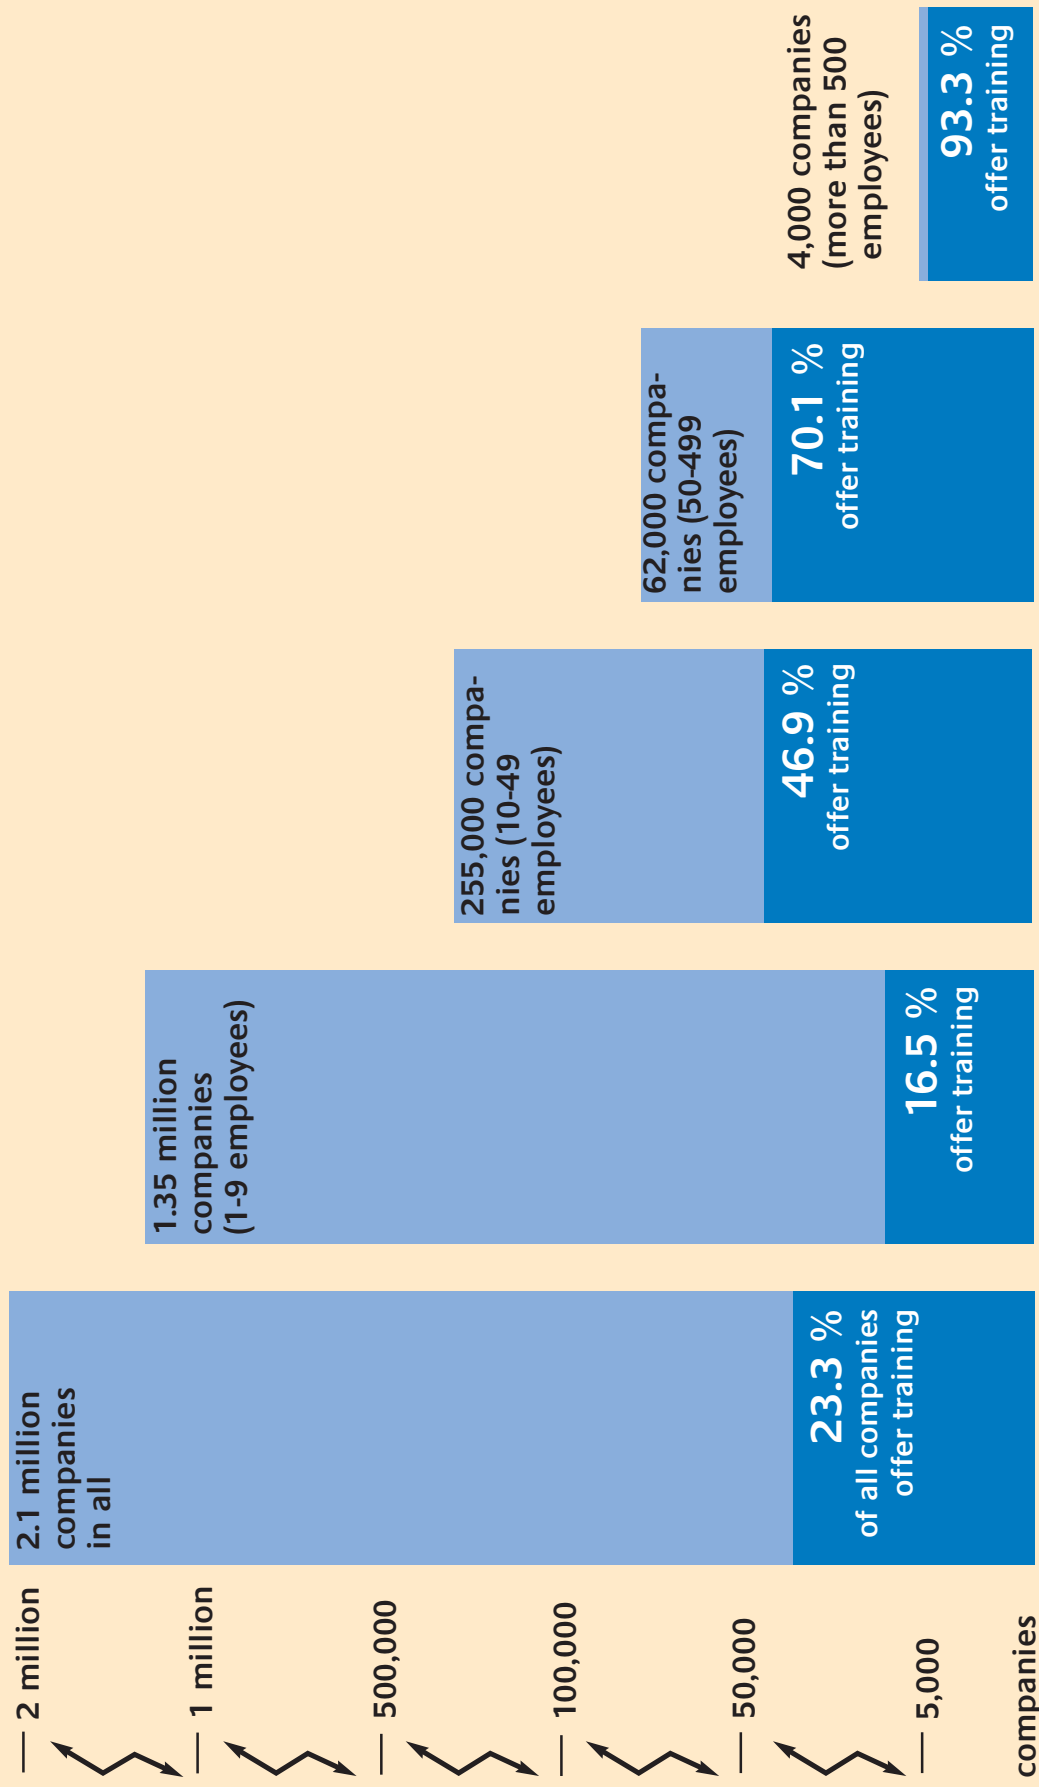 2 million
1 million
500,000
100,000
50,000
5,000
companies
2.1 million
companies
in all
23.3 %
of all companies
offer training
1.35 million
companies
(1-9 employees)
16.5 %
offer training
255,000 compa-
nies (10-49
employees)
46.9 %
offer training
62,000 compa-
nies (50-499
employees)
70.1 %
offer training
4,000 companies
(more than 500
employees)
93.3 %
offer training